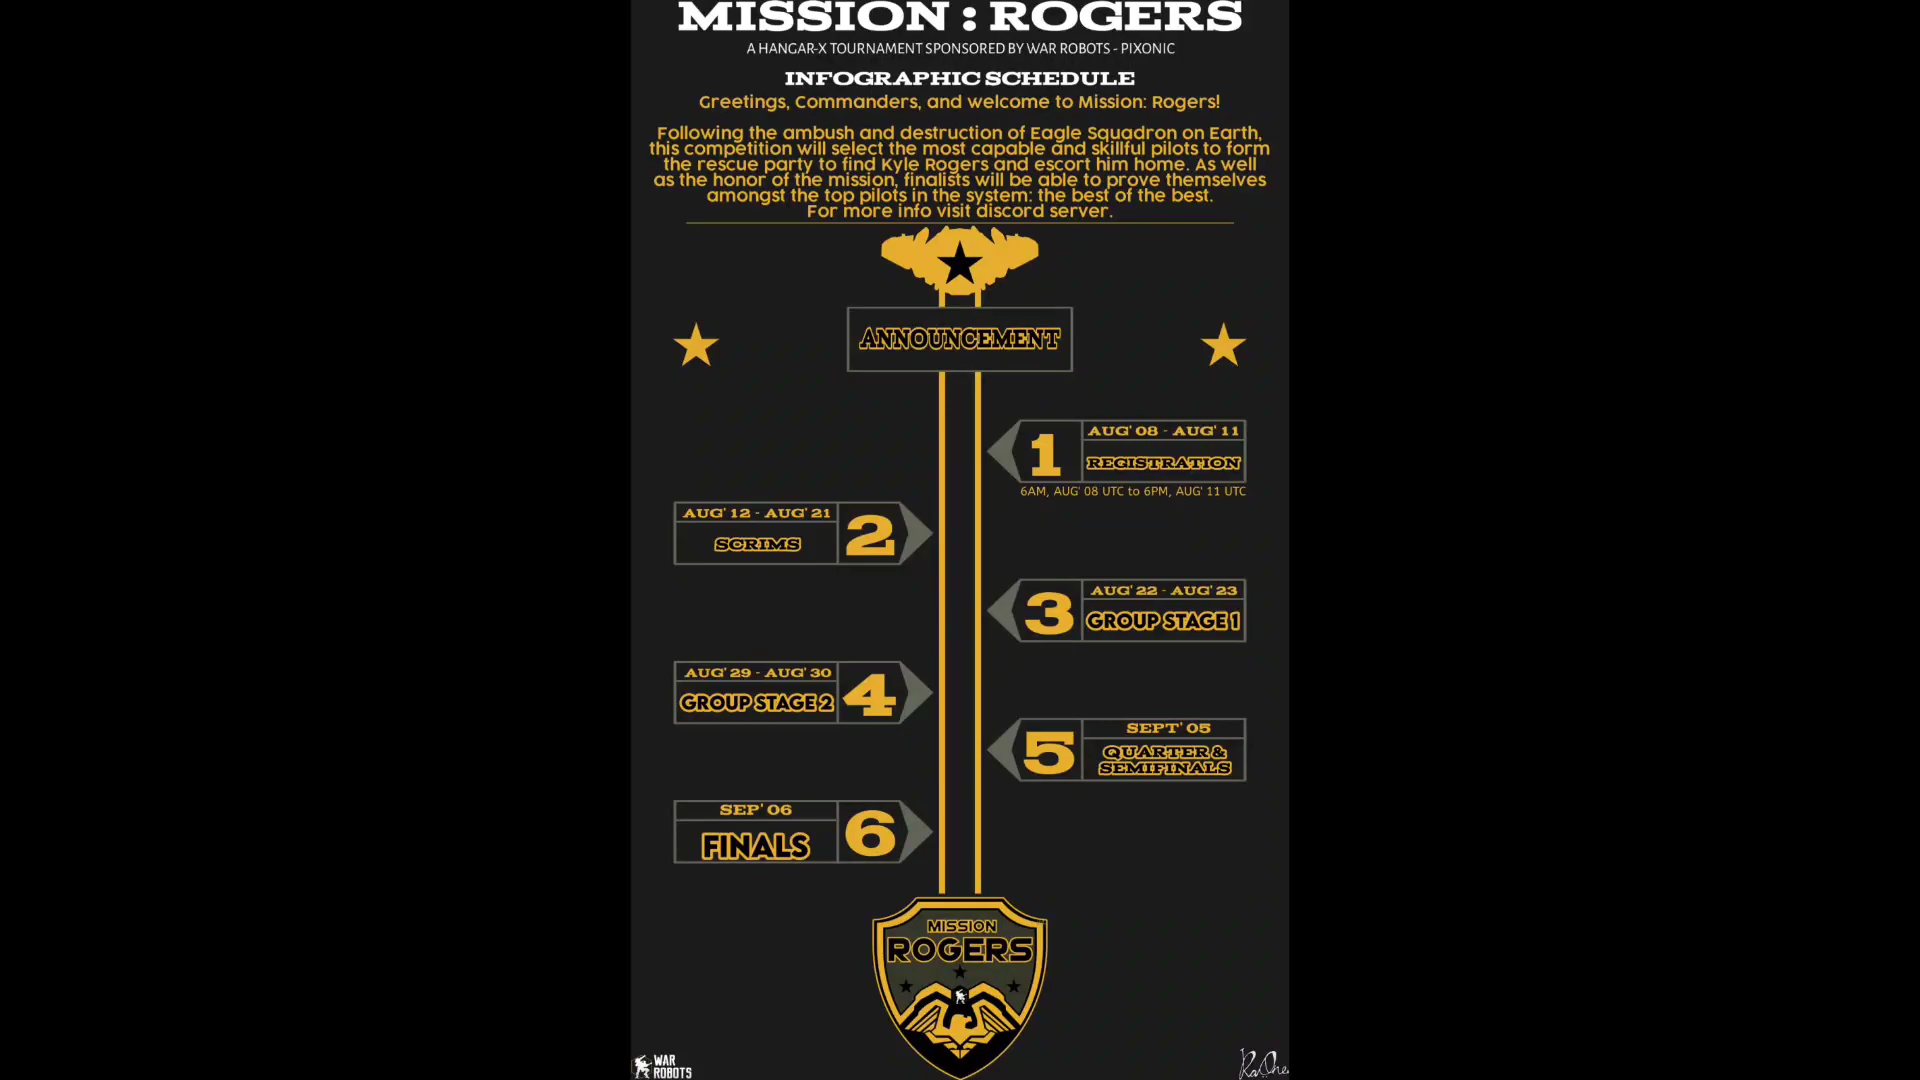 MISSION : ROGERS
A HANGAR-X TOURNAMENT SPONSORED BY WAR ROBOTS - PIXONIC
INFOGRAPHIC SCHEDULE
Greetings, Commanders, and welcome to Mission: Rogers!
Following the ambush and destruction of Eagle Squadron on Earth,
this competition will select the most capable and skillful pilots to form
the rescue party to find Kyle Rogers and escort him home. As well
as the honor of the mission, finalists will be able to prove themselves
amongst the top pilots in the system: the best of the best.
For more info visit discord server.
ANNOUNCEMENT
1
AUG' 08 - AUG' 11
REGISTRATION
6AM, AUG' 08 UTC to 6PM, AUG' 11 UTC
AUG' 12 - AUG' 21
SCRIMS
2
3
AUG' 22 - AUG' 23
GROUP STAGE 1
AUG' 29 - AUG' 30
GROUP STAGE 2
4
5
SEPT' 05
QUARTER &
SEMIFINALS
SEP' 06
FINALS
6
MISSION
ROGERS
WAR
ROBOTS